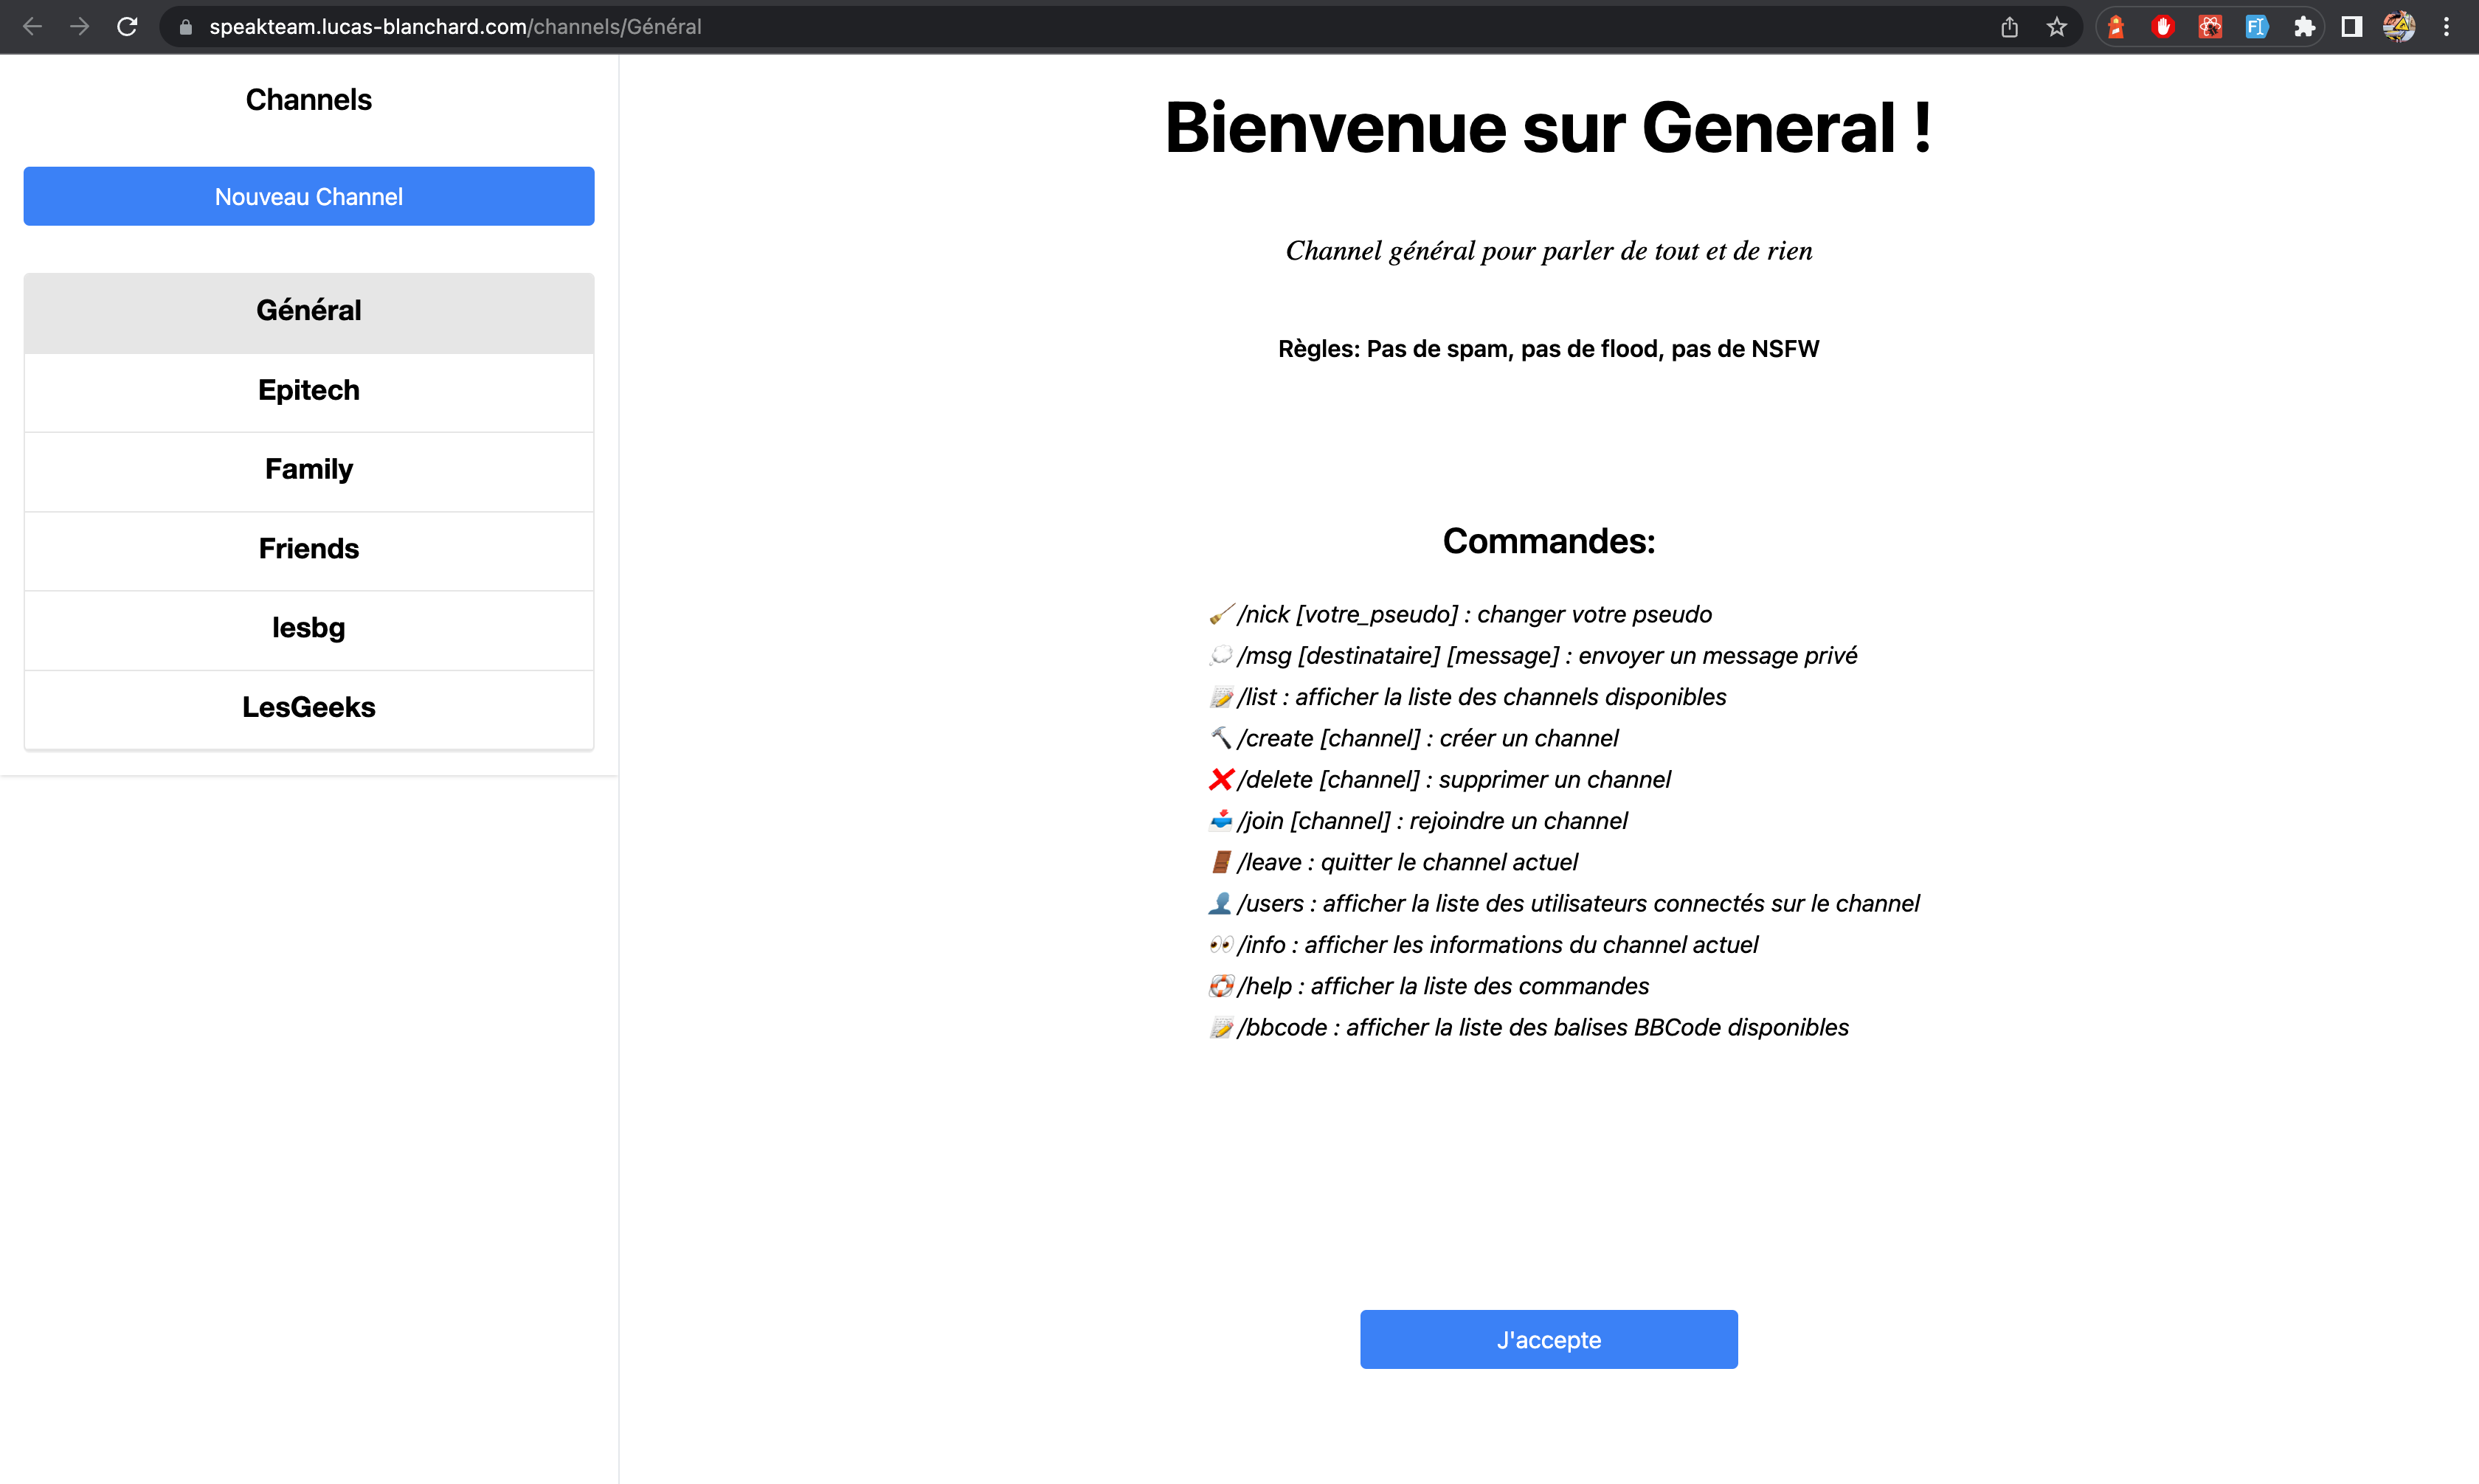 speakteam.lucas-blanchard.com/channels/Général
Channels
Nouveau Channel
Général
Epitech
Family
Friends
lesbg
LesGeeks
Bienvenue sur General !
Channel général pour parler de tout et de rien
Règles: Pas de spam, pas de flood, pas de NSFW
Commandes:
🧹 /nick [votre_pseudo] : changer votre pseudo
💭 /msg [destinataire] [message] : envoyer un message privé
📝 /list : afficher la liste des channels disponibles
🔨 /create [channel] : créer un channel
❌ /delete [channel] : supprimer un channel
📥 /join [channel] : rejoindre un channel
🚪 /leave : quitter le channel actuel
👤 /users : afficher la liste des utilisateurs connectés sur le channel
👀 /info : afficher les informations du channel actuel
🛟 /help : afficher la liste des commandes
📝 /bbcode : afficher la liste des balises BBCode disponibles
J'accepte